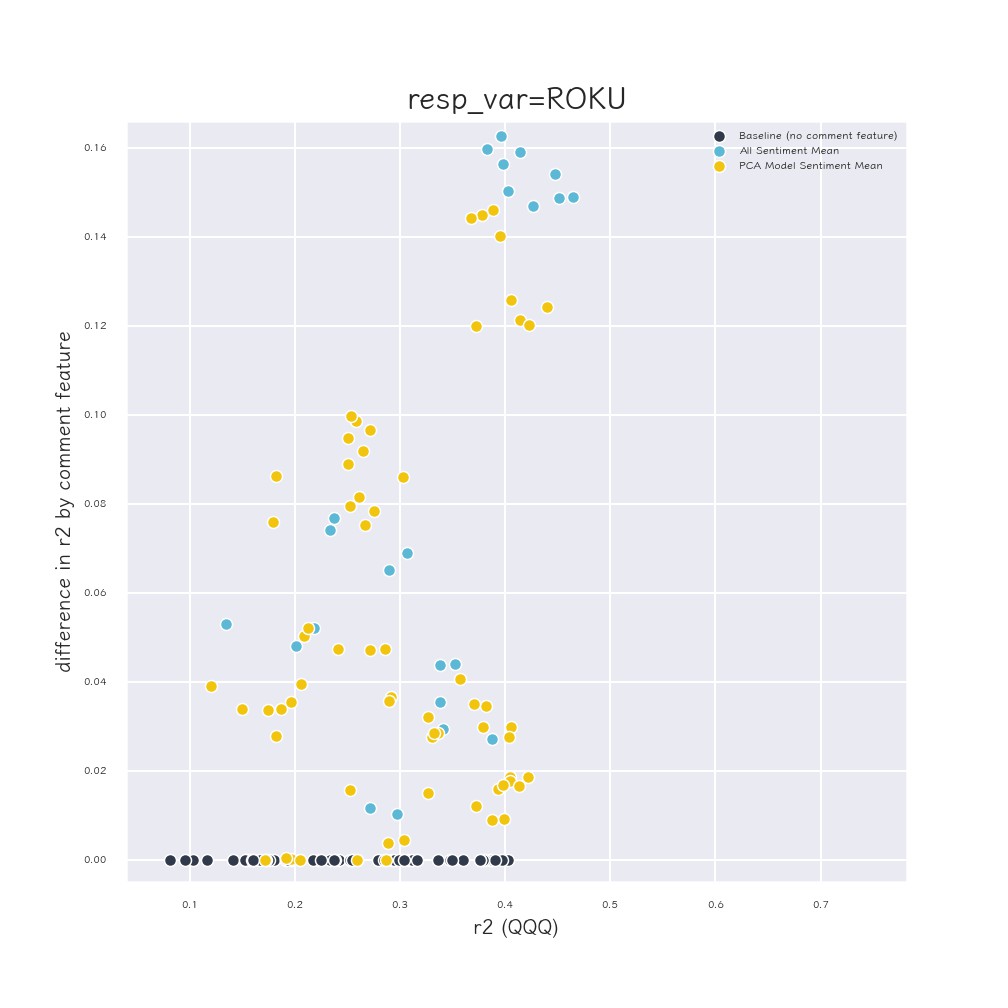 resp_var=ROKU
Baseline (no comment feature)
All Sentiment Mean
PCA Model Sentiment Mean
0.16
0.14
0.12
0.10
0.08
0.06
0.04
0.02
0.00
difference in r2 by comment feature
0.1 0.2 0.3 0.4 0.5 0.6 0.7
r2 (QQQ)